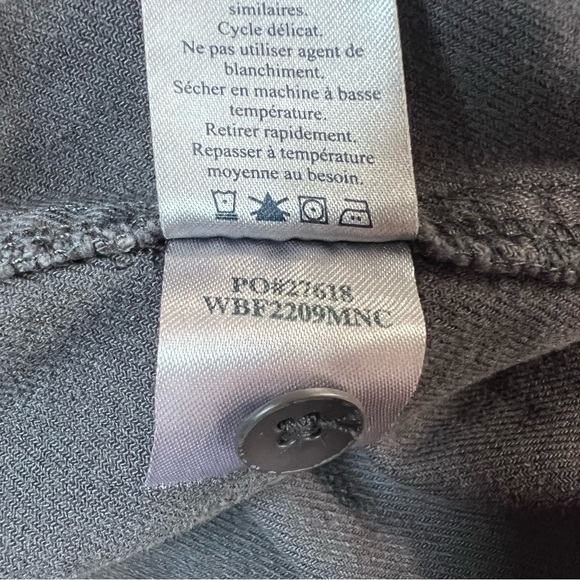 similaires.
Cycle délicat.
Ne pas utiliser agent de
blanchiment.
Sécher en machine à basse
température.
Retirer rapidement.
Repasser à température
moyenne au besoin.
PO#27618
WBF2209MNC